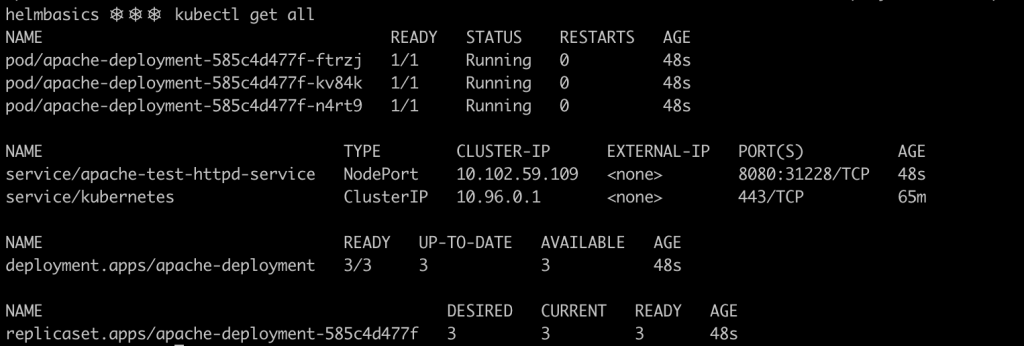 helmbasics ❄❄❄ kubectl get all
NAME READY STATUS RESTARTS AGE
pod/apache-deployment-585c4d477f-ftrzj 1/1 Running 0 48s
pod/apache-deployment-585c4d477f-kv84k 1/1 Running 0 48s
pod/apache-deployment-585c4d477f-n4rt9 1/1 Running 0 48s
NAME TYPE CLUSTER-IP EXTERNAL-IP PORT(S) AGE
service/apache-test-httpd-service NodePort 10.102.59.109 <none> 8080:31228/TCP 48s
service/kubernetes ClusterIP 10.96.0.1 <none> 443/TCP 65m
NAME READY UP-TO-DATE AVAILABLE AGE
deployment.apps/apache-deployment 3/3 3 3 48s
NAME DESIRED CURRENT READY AGE
replicaset.apps/apache-deployment-585c4d477f 3 3 3 48s